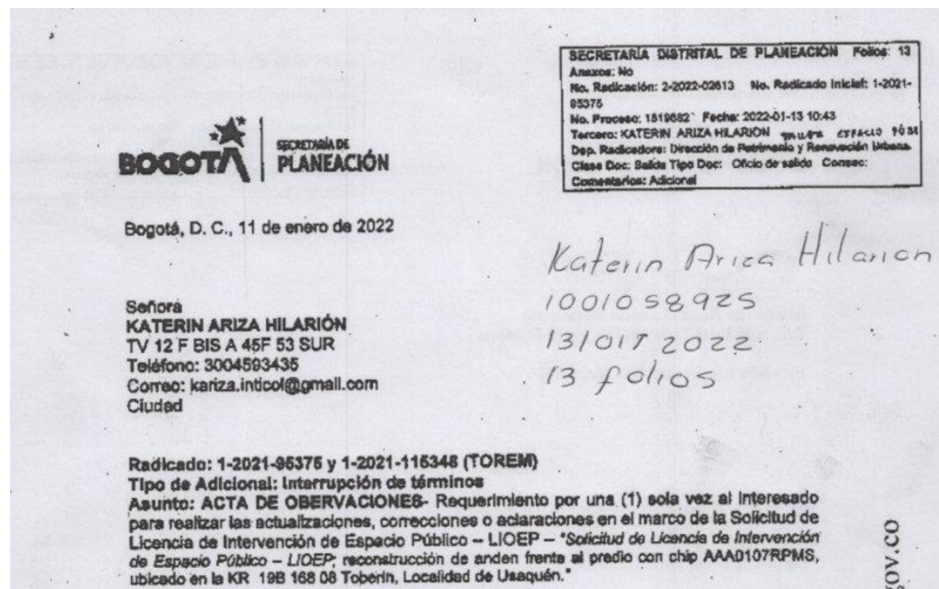 SECRETARÍA DISTRITAL DE PLANEACIÓN Folios: 13
Anexos: No
No. Radicación: 2-2022-02613 No. Radicado Inicial: 1-2021-
95375
No. Proceso: 1819682 Fecha: 2022-01-13 10:43
Tercero: KATERIN ARIZA HILARION
Dep. Radicadora: Dirección de Patrimonio y Renovación Urbana
Clase Doc: Salida Tipo Doc: Oficio de salida Consec:
Comentarios: Adicional
BOGOTÁ
SECRETARÍA DE
PLANEACIÓN
Bogotá, D. C., 11 de enero de 2022
Katerin Ariza Hilarion
1001058925
13/01/2022
13 folios
Señora
KATERIN ARIZA HILARIÓN
TV 12 F BIS A 45F 53 SUR
Teléfono: 3004593435
Correo: kariza.inticol@gmail.com
Ciudad
Radicado: 1-2021-95375 y 1-2021-115348 (TOREM)
Tipo de Adicional: Interrupción de términos
Asunto: ACTA DE OBERVACIONES- Requerimiento por una (1) sola vez al interesado
para realizar las actualizaciones, correcciones o aclaraciones en el marco de la Solicitud de
Licencia de Intervención de Espacio Público – LIOEP – "Solicitud de Licencia de Intervención
de Espacio Público – LIOEP; reconstrucción de anden frente al predio con chip AAA0107RPMS,
ubicado en la KR 19B 168 08 Toberín, Localidad de Usaquén."
gov.co